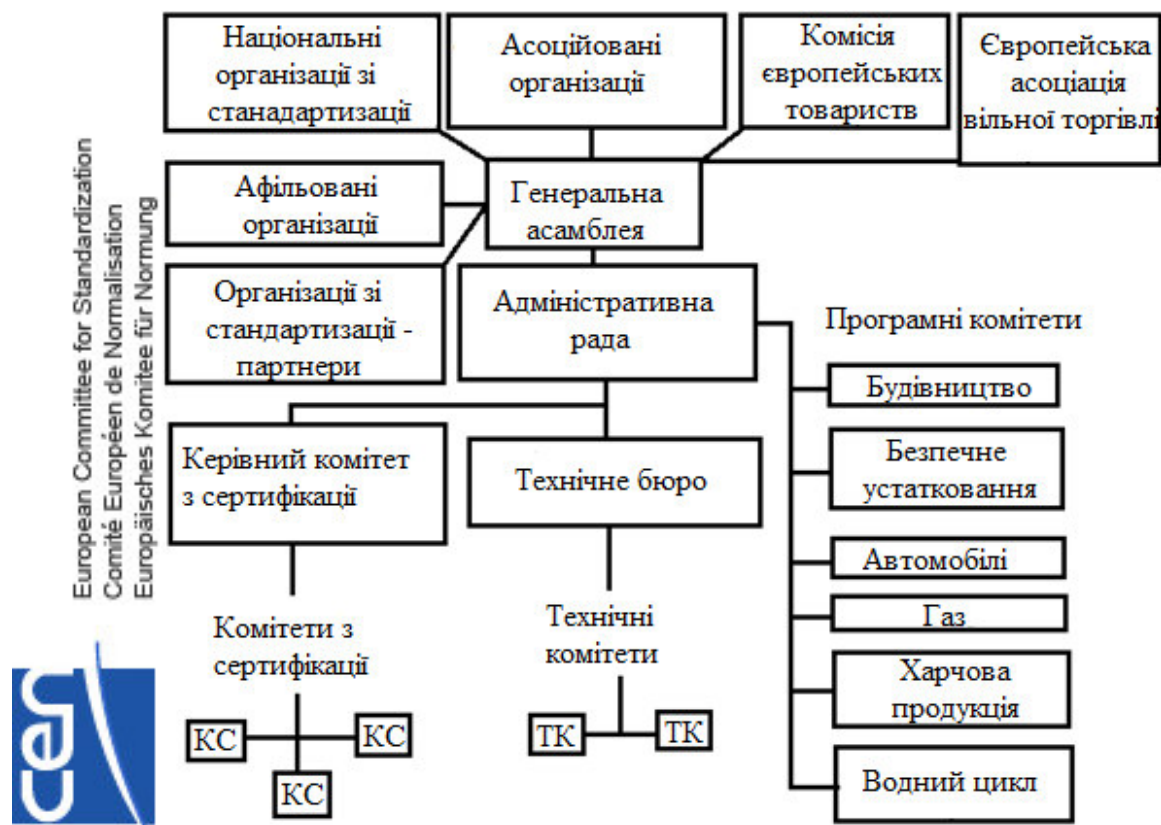 Національні
організації зі
станадартизації
Асоційовані
організації
Комісія
європейських
товариств
Європейська
асоціація
вільної торгівлі
Афільовані
організації
Генеральна
асамблея
Організації зі
стандартизації -
партнери
Адміністративна
рада
Програмні комітети
Будівництво
Безпечне
устатковання
Автомобілі
Газ
Харчова
продукція
Водний цикл
Керівний комітет
з сертифікації
Технічне бюро
Комітети з
сертифікації
Технічні
комітети
КС
КС
КС
ТК
ТК
European Committee for Standardization
Comité Européen de Normalisation
Europäisches Komitee für Normung
cen